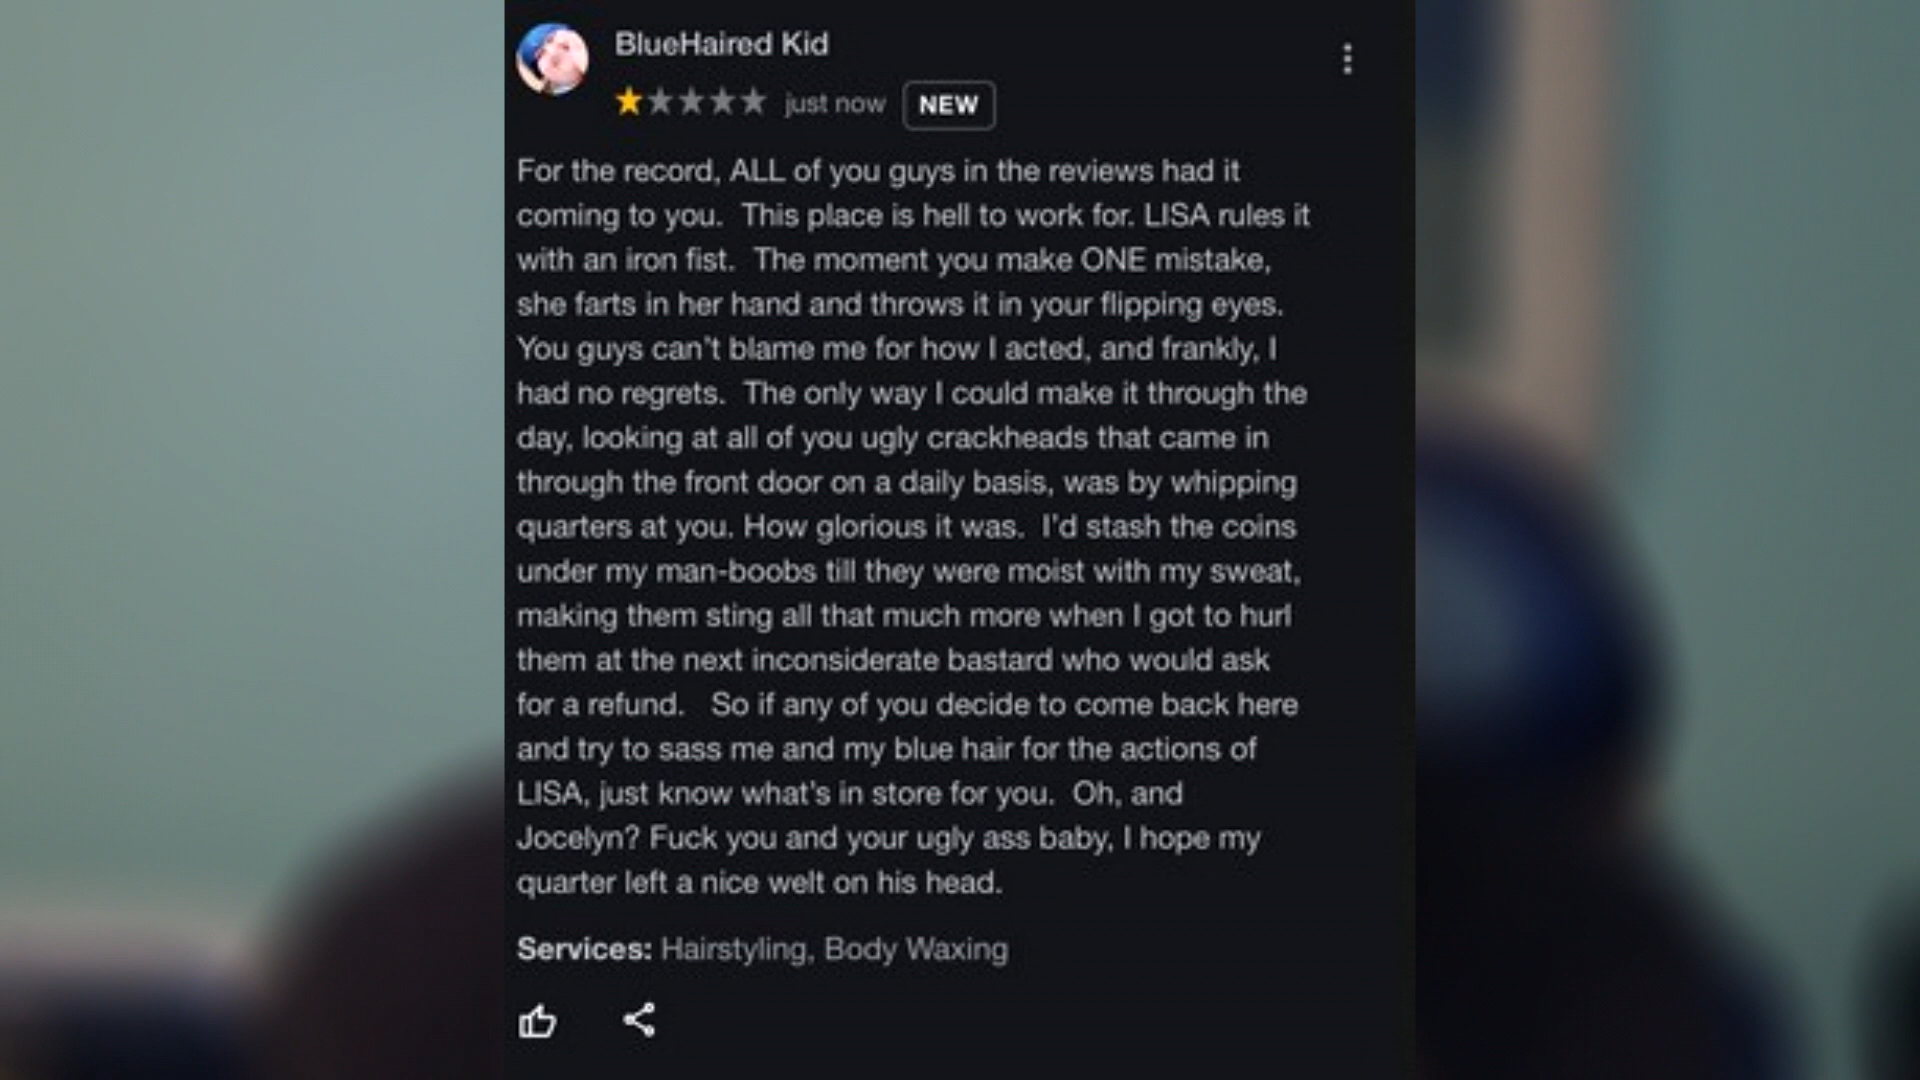 BlueHaired Kid
just now NEW
For the record, ALL of you guys in the reviews had it
coming to you.  This place is hell to work for. LISA rules it
with an iron fist.  The moment you make ONE mistake,
she farts in her hand and throws it in your flipping eyes.
You guys can't blame me for how I acted, and frankly, I
had no regrets.  The only way I could make it through the
day, looking at all of you ugly crackheads that came in
through the front door on a daily basis, was by whipping
quarters at you. How glorious it was.  I'd stash the coins
under my man-boobs till they were moist with my sweat,
making them sting all that much more when I got to hurl
them at the next inconsiderate bastard who would ask
for a refund.   So if any of you decide to come back here
and try to sass me and my blue hair for the actions of
LISA, just know what's in store for you.  Oh, and
Jocelyn? Fuck you and your ugly ass baby, I hope my
quarter left a nice welt on his head.
Services: Hairstyling, Body Waxing